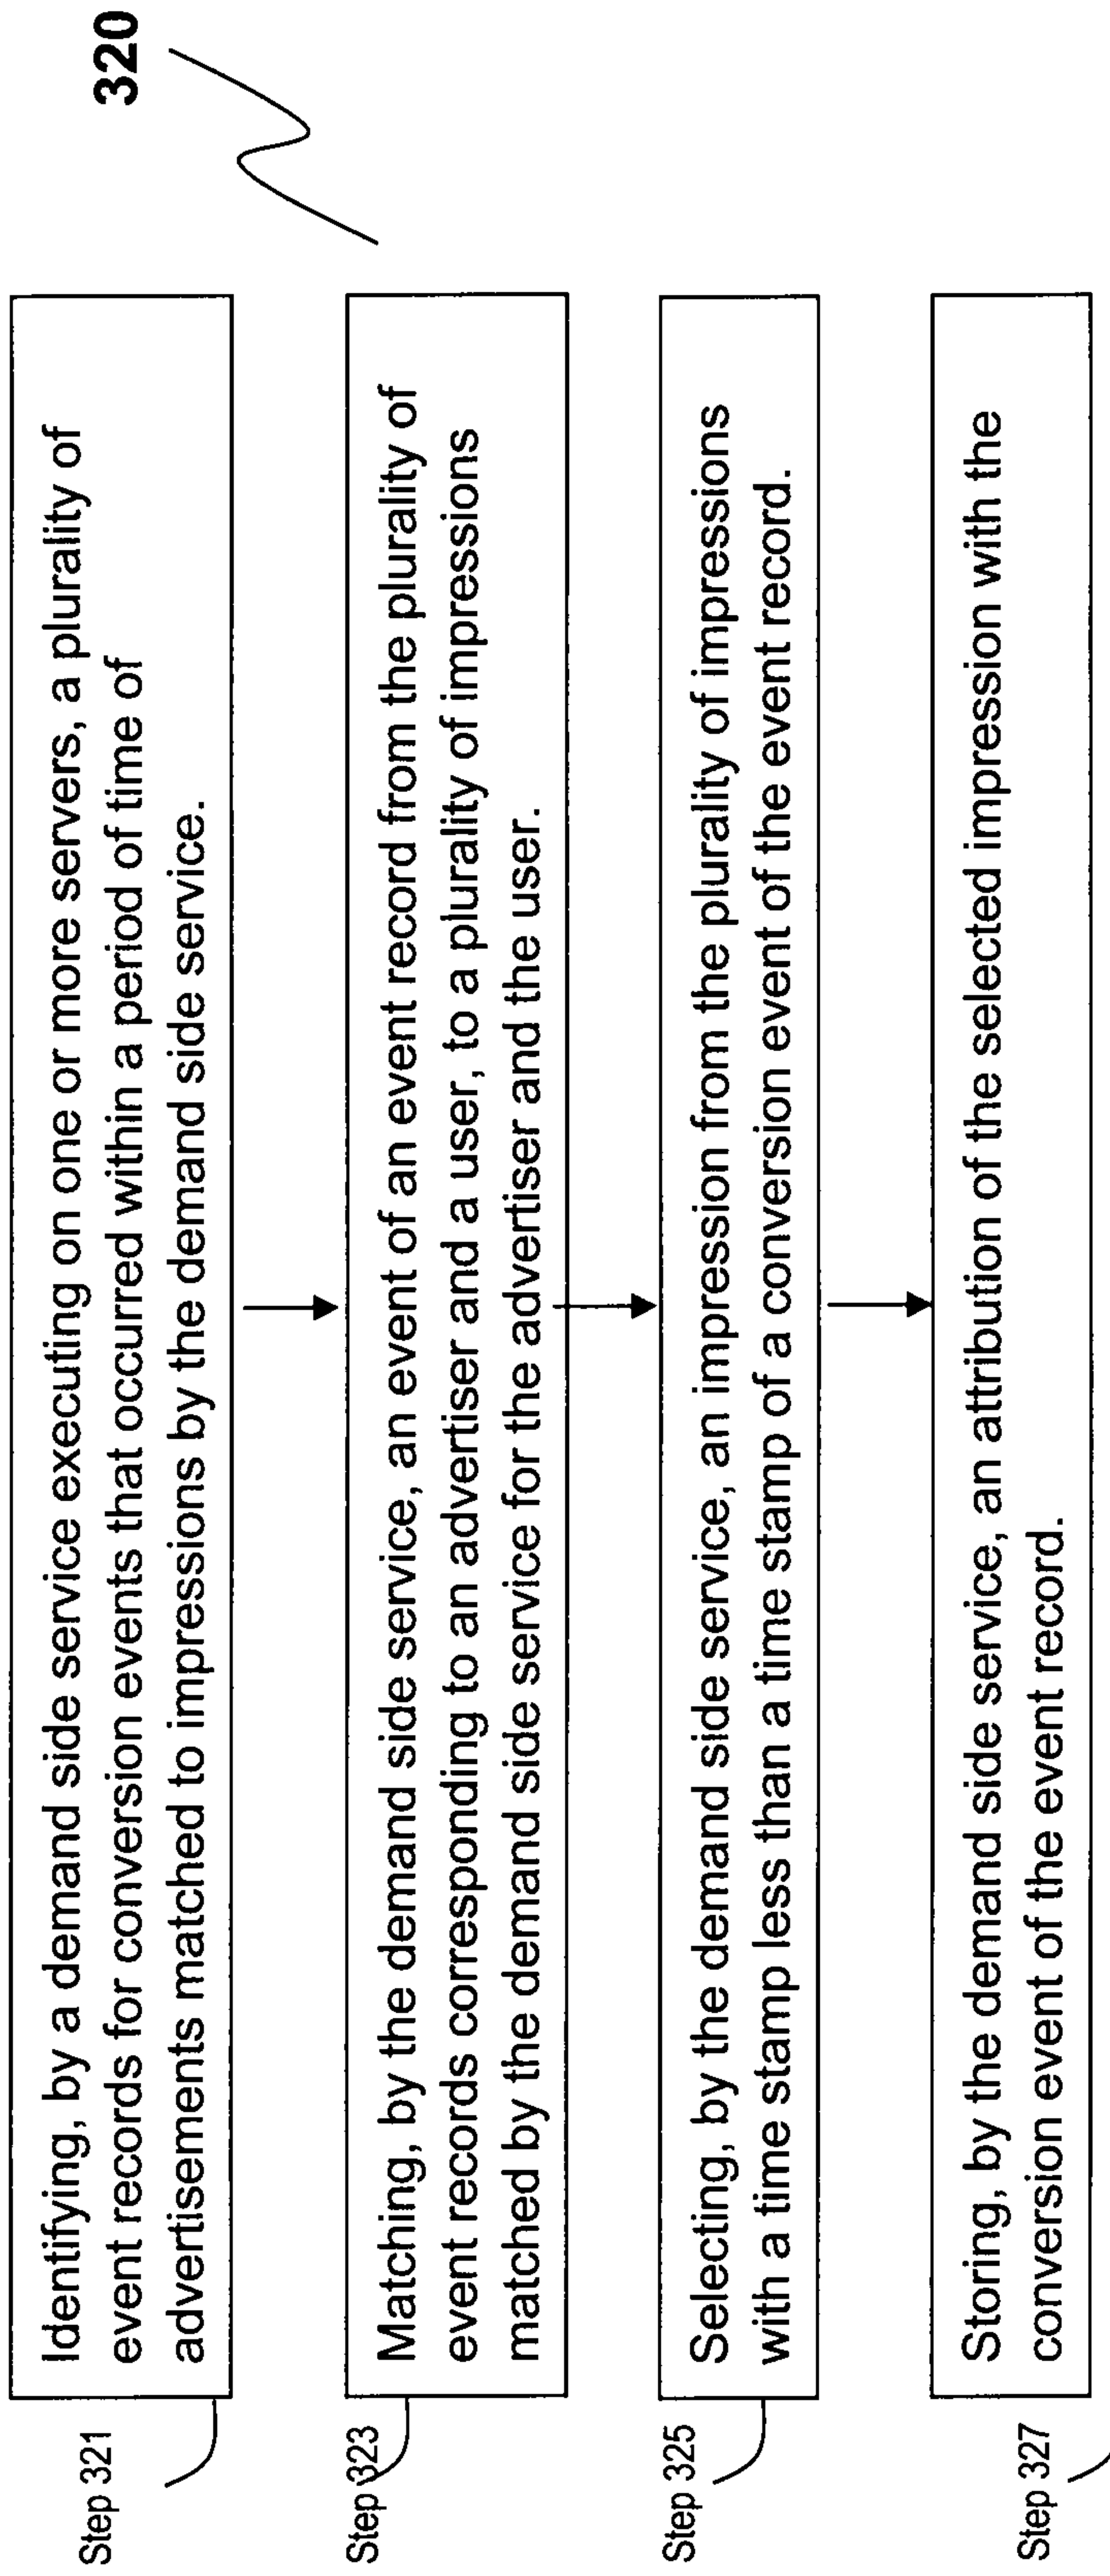 320
Step 321
Identifying, by a demand side service executing on one or more servers, a plurality of
event records for conversion events that occurred within a period of time of
advertisements matched to impressions by the demand side service.
Step 323
Matching, by the demand side service, an event of an event record from the plurality of
event records corresponding to an advertiser and a user, to a plurality of impressions
matched by the demand side service for the advertiser and the user.
Step 325
Selecting, by the demand side service, an impression from the plurality of impressions
with a time stamp less than a time stamp of a conversion event of the event record.
Step 327
Storing, by the demand side service, an attribution of the selected impression with the
conversion event of the event record.